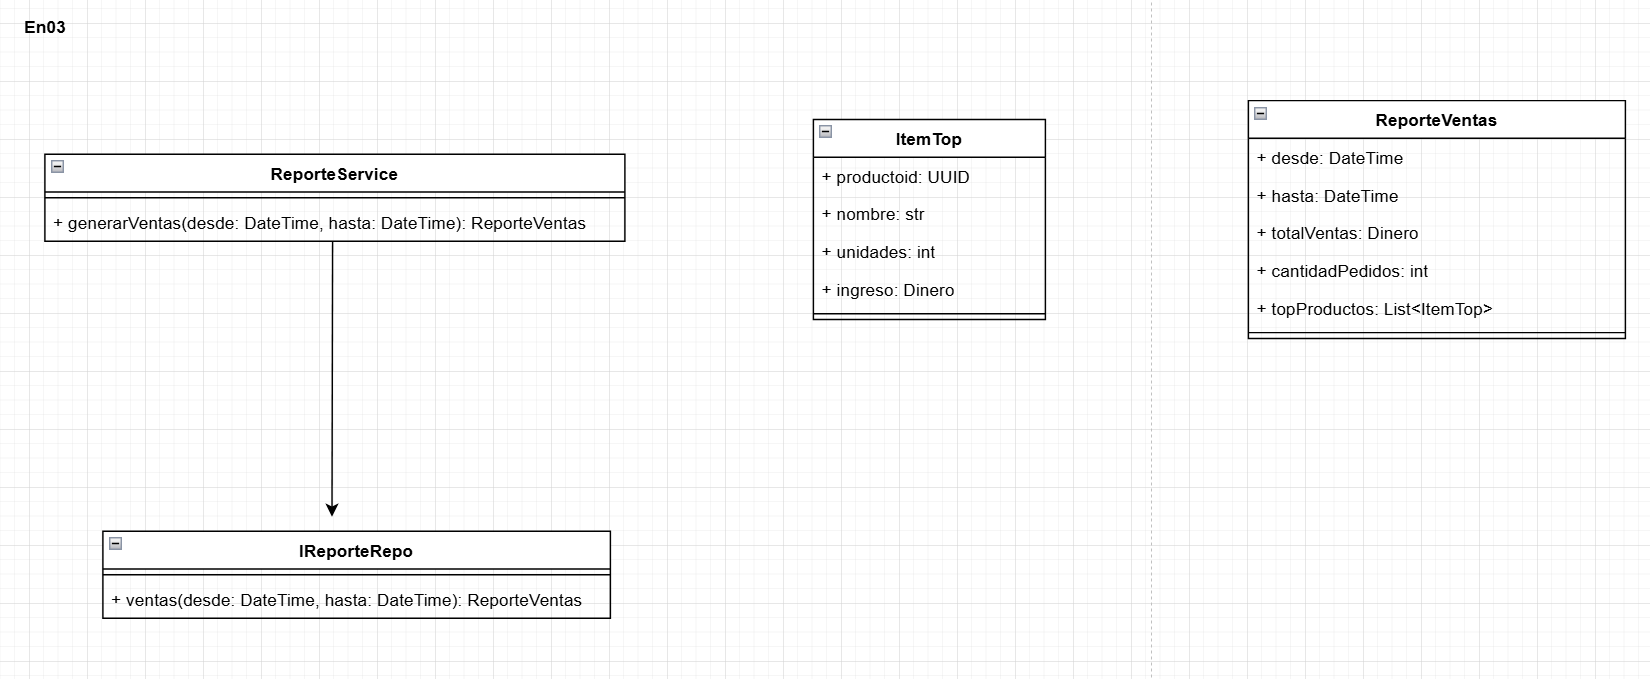 En03
ReporteService
+ generarVentas(desde: DateTime, hasta: DateTime): ReporteVentas
IReporteRepo
+ ventas(desde: DateTime, hasta: DateTime): ReporteVentas
ItemTop
+ productoid: UUID
+ nombre: str
+ unidades: int
+ ingreso: Dinero
ReporteVentas
+ desde: DateTime
+ hasta: DateTime
+ totalVentas: Dinero
+ cantidadPedidos: int
+ topProductos: List<ItemTop>